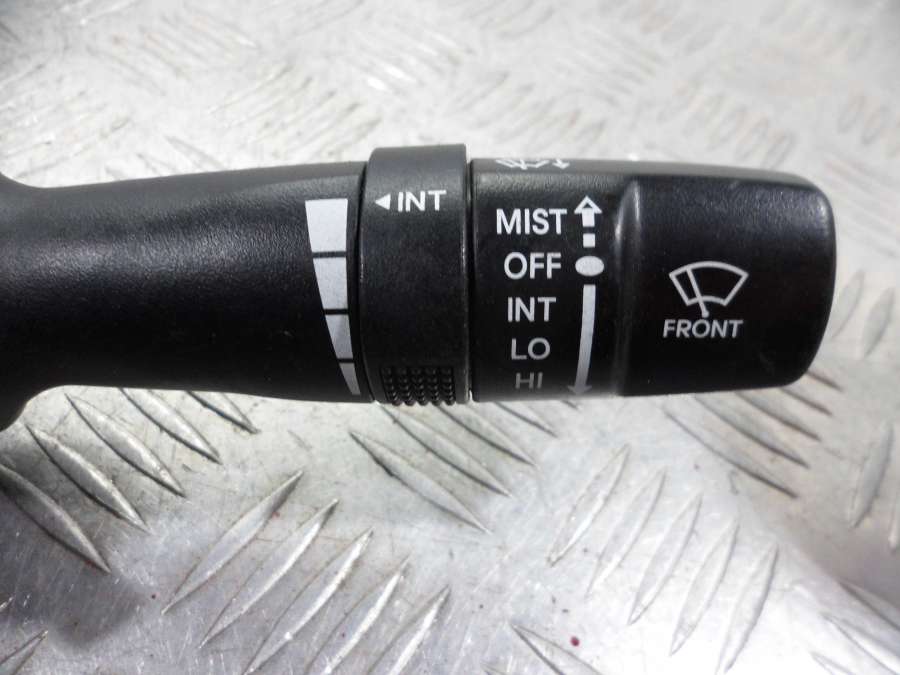 INT
MIST
OFF
INT
LO
HI
FRONT